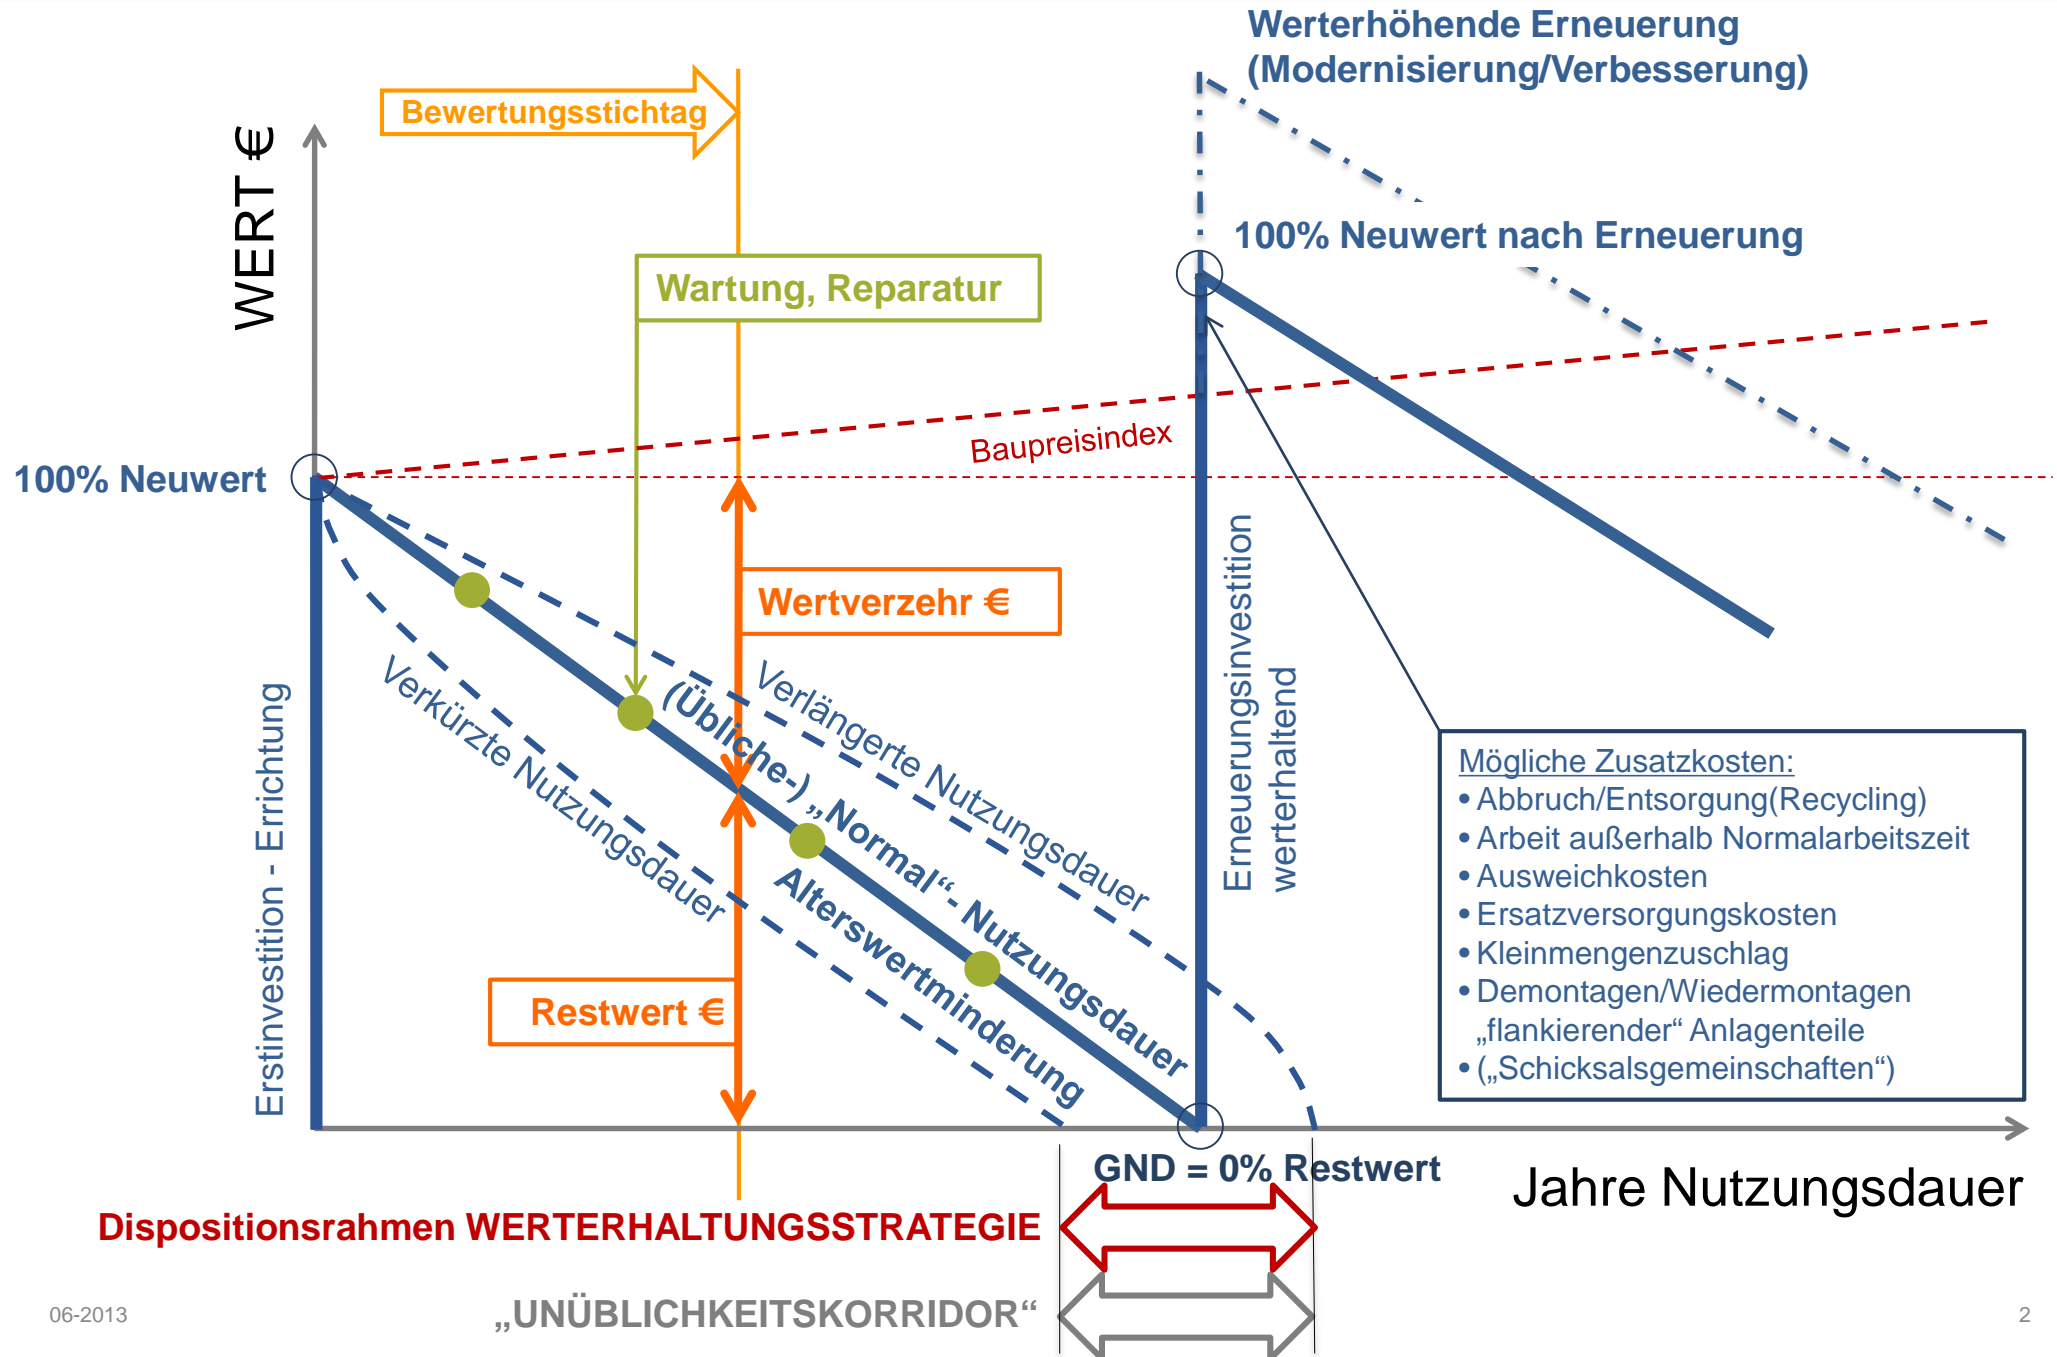 Werterhöhende Erneuerung
(Modernisierung/Verbesserung)
Bewertungsstichtag
WERT €
100% Neuwert nach Erneuerung
Wartung, Reparatur
Baupreisindex
100% Neuwert
Wertverzehr €
Erneuerungsinvestition
werterhaltend
Erstinvestition - Errichtung
Verkürzte Nutzungsdauer
(Übliche-) „Normal“- Nutzungsdauer
Verlängerte Nutzungsdauer
Alterswertminderung
Mögliche Zusatzkosten:
• Abbruch/Entsorgung(Recycling)
• Arbeit außerhalb Normalarbeitszeit
• Ausweichkosten
• Ersatzversorgungskosten
• Kleinmengenzuschlag
• Demontagen/Wiedermontagen
„flankierender“ Anlagenteile
• („Schicksalsgemeinschaften“)
Restwert €
GND = 0% Restwert
Jahre Nutzungsdauer
Dispositionsrahmen WERTERHALTUNGSSTRATEGIE
„UNÜBLICHKEITSKORRIDOR“
06-2013
2